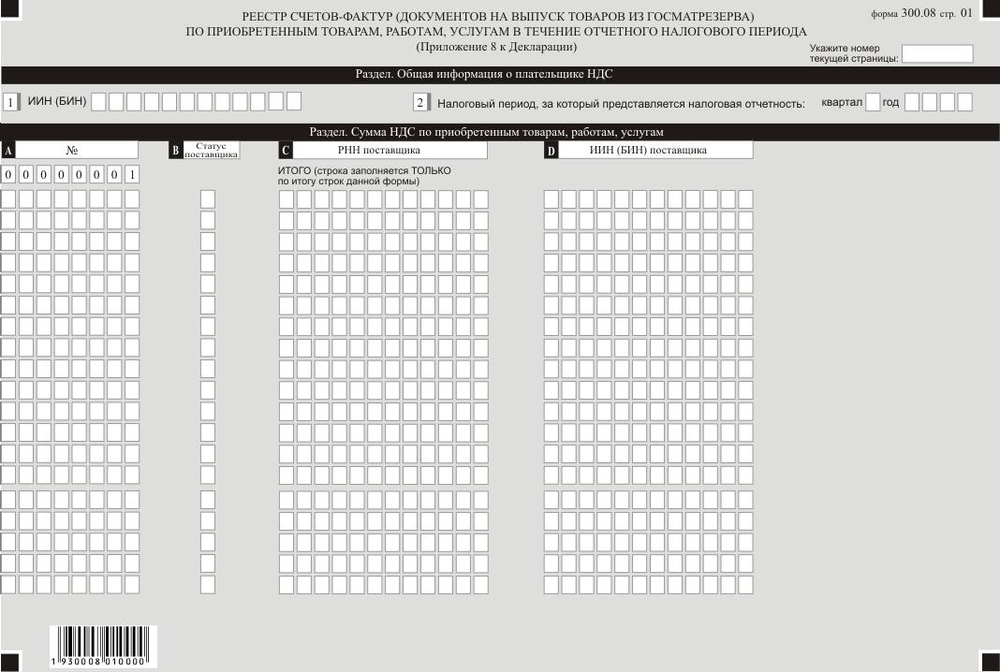 РЕЕСТР СЧЕТОВ-ФАКТУР (ДОКУМЕНТОВ НА ВЫПУСК ТОВАРОВ ИЗ ГОСМАТРЕЗЕРВА)
форма 300.08 стр. 01
ПО ПРИОБРЕТЕННЫМ ТОВАРАМ, РАБОТАМ, УСЛУГАМ В ТЕЧЕНИЕ ОТЧЕТНОГО НАЛОГОВОГО ПЕРИОДА
(Приложение 8 к Декларации)
Укажите номер
текущей страницы:
Раздел. Общая информация о плательщике НДС
1 ИИН (БИН)
2 Налоговый период, за который представляется налоговая отчетность: квартал год
Раздел. Сумма НДС по приобретенным товарам, работам, услугам
A №
B Статус
поставщика
C РНН поставщика
D ИИН (БИН) поставщика
0 0 0 0 0 0 0 1
ИТОГО (строка заполняется ТОЛЬКО
по итогу строк данной формы)
1 930008 010000